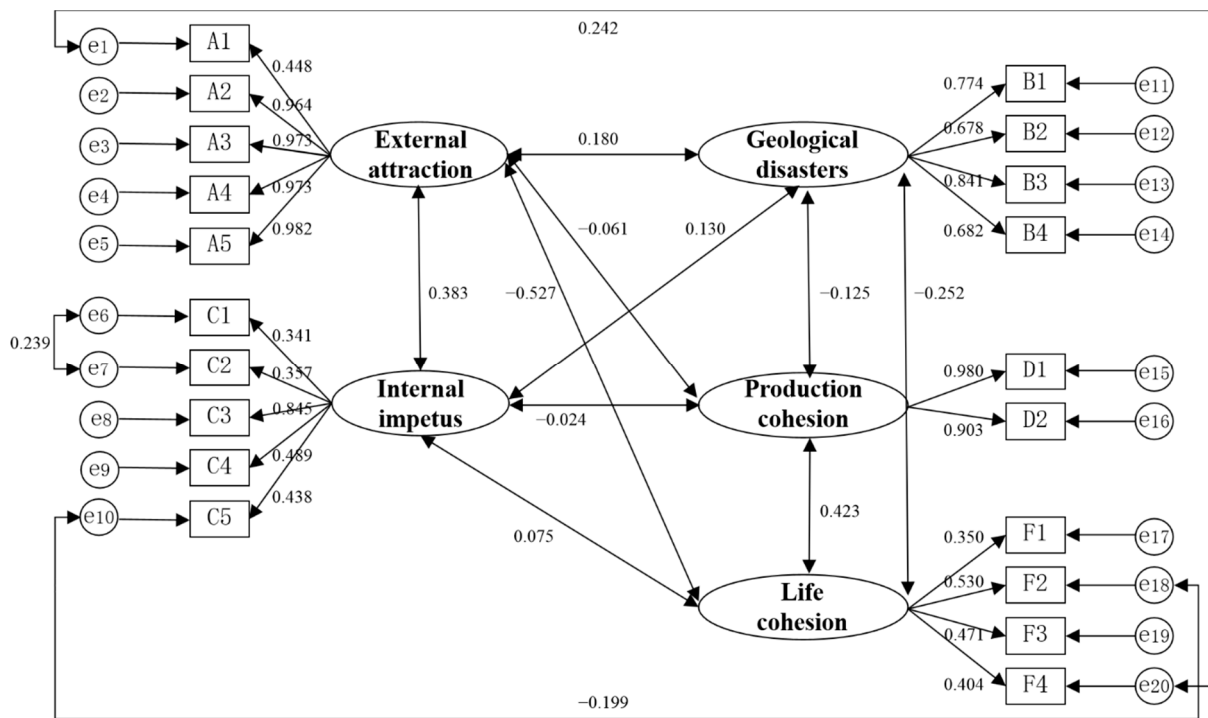 0.242
e1
A1
0.448
e2
A2
0.964
e3
A3
0.973
e4
A4
0.973
e5
A5
0.982
External
attraction
0.180
Geological
disasters
0.774
B1
e11
0.678
B2
e12
0.841
B3
e13
0.682
B4
e14
−0.061
0.130
0.383
−0.527
−0.125
−0.252
0.239
e6
C1
0.341
e7
C2
0.357
e8
C3
0.845
e9
C4
0.489
e10
C5
0.438
Internal
impetus
−0.024
Production
cohesion
0.980
D1
e15
0.903
D2
e16
0.075
0.423
Life
cohesion
0.350
F1
e17
0.530
F2
e18
0.471
F3
e19
0.404
F4
e20
−0.199